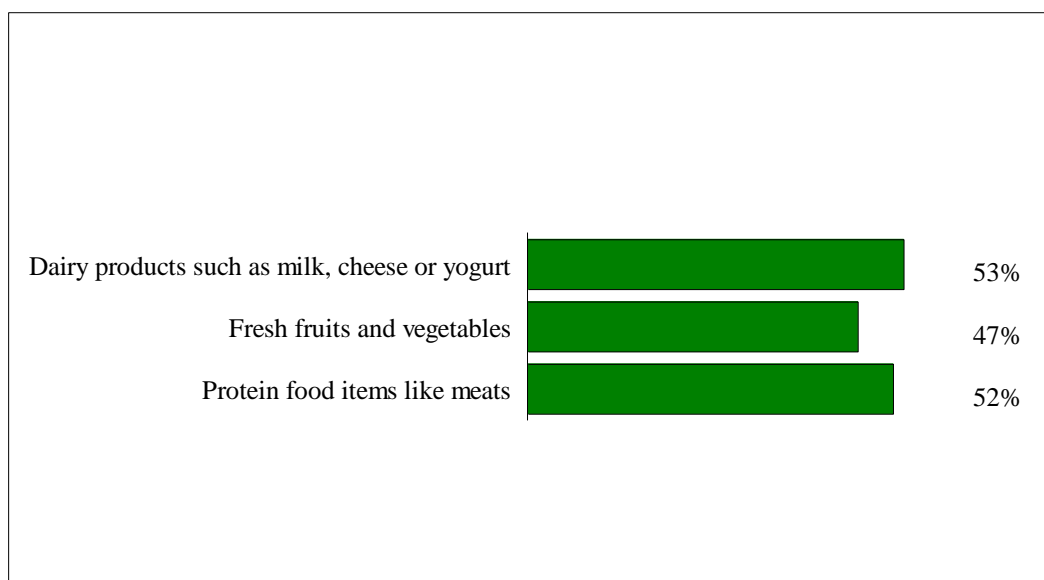 Dairy products such as milk, cheese or yogurt 53%
Fresh fruits and vegetables 47%
Protein food items like meats 52%